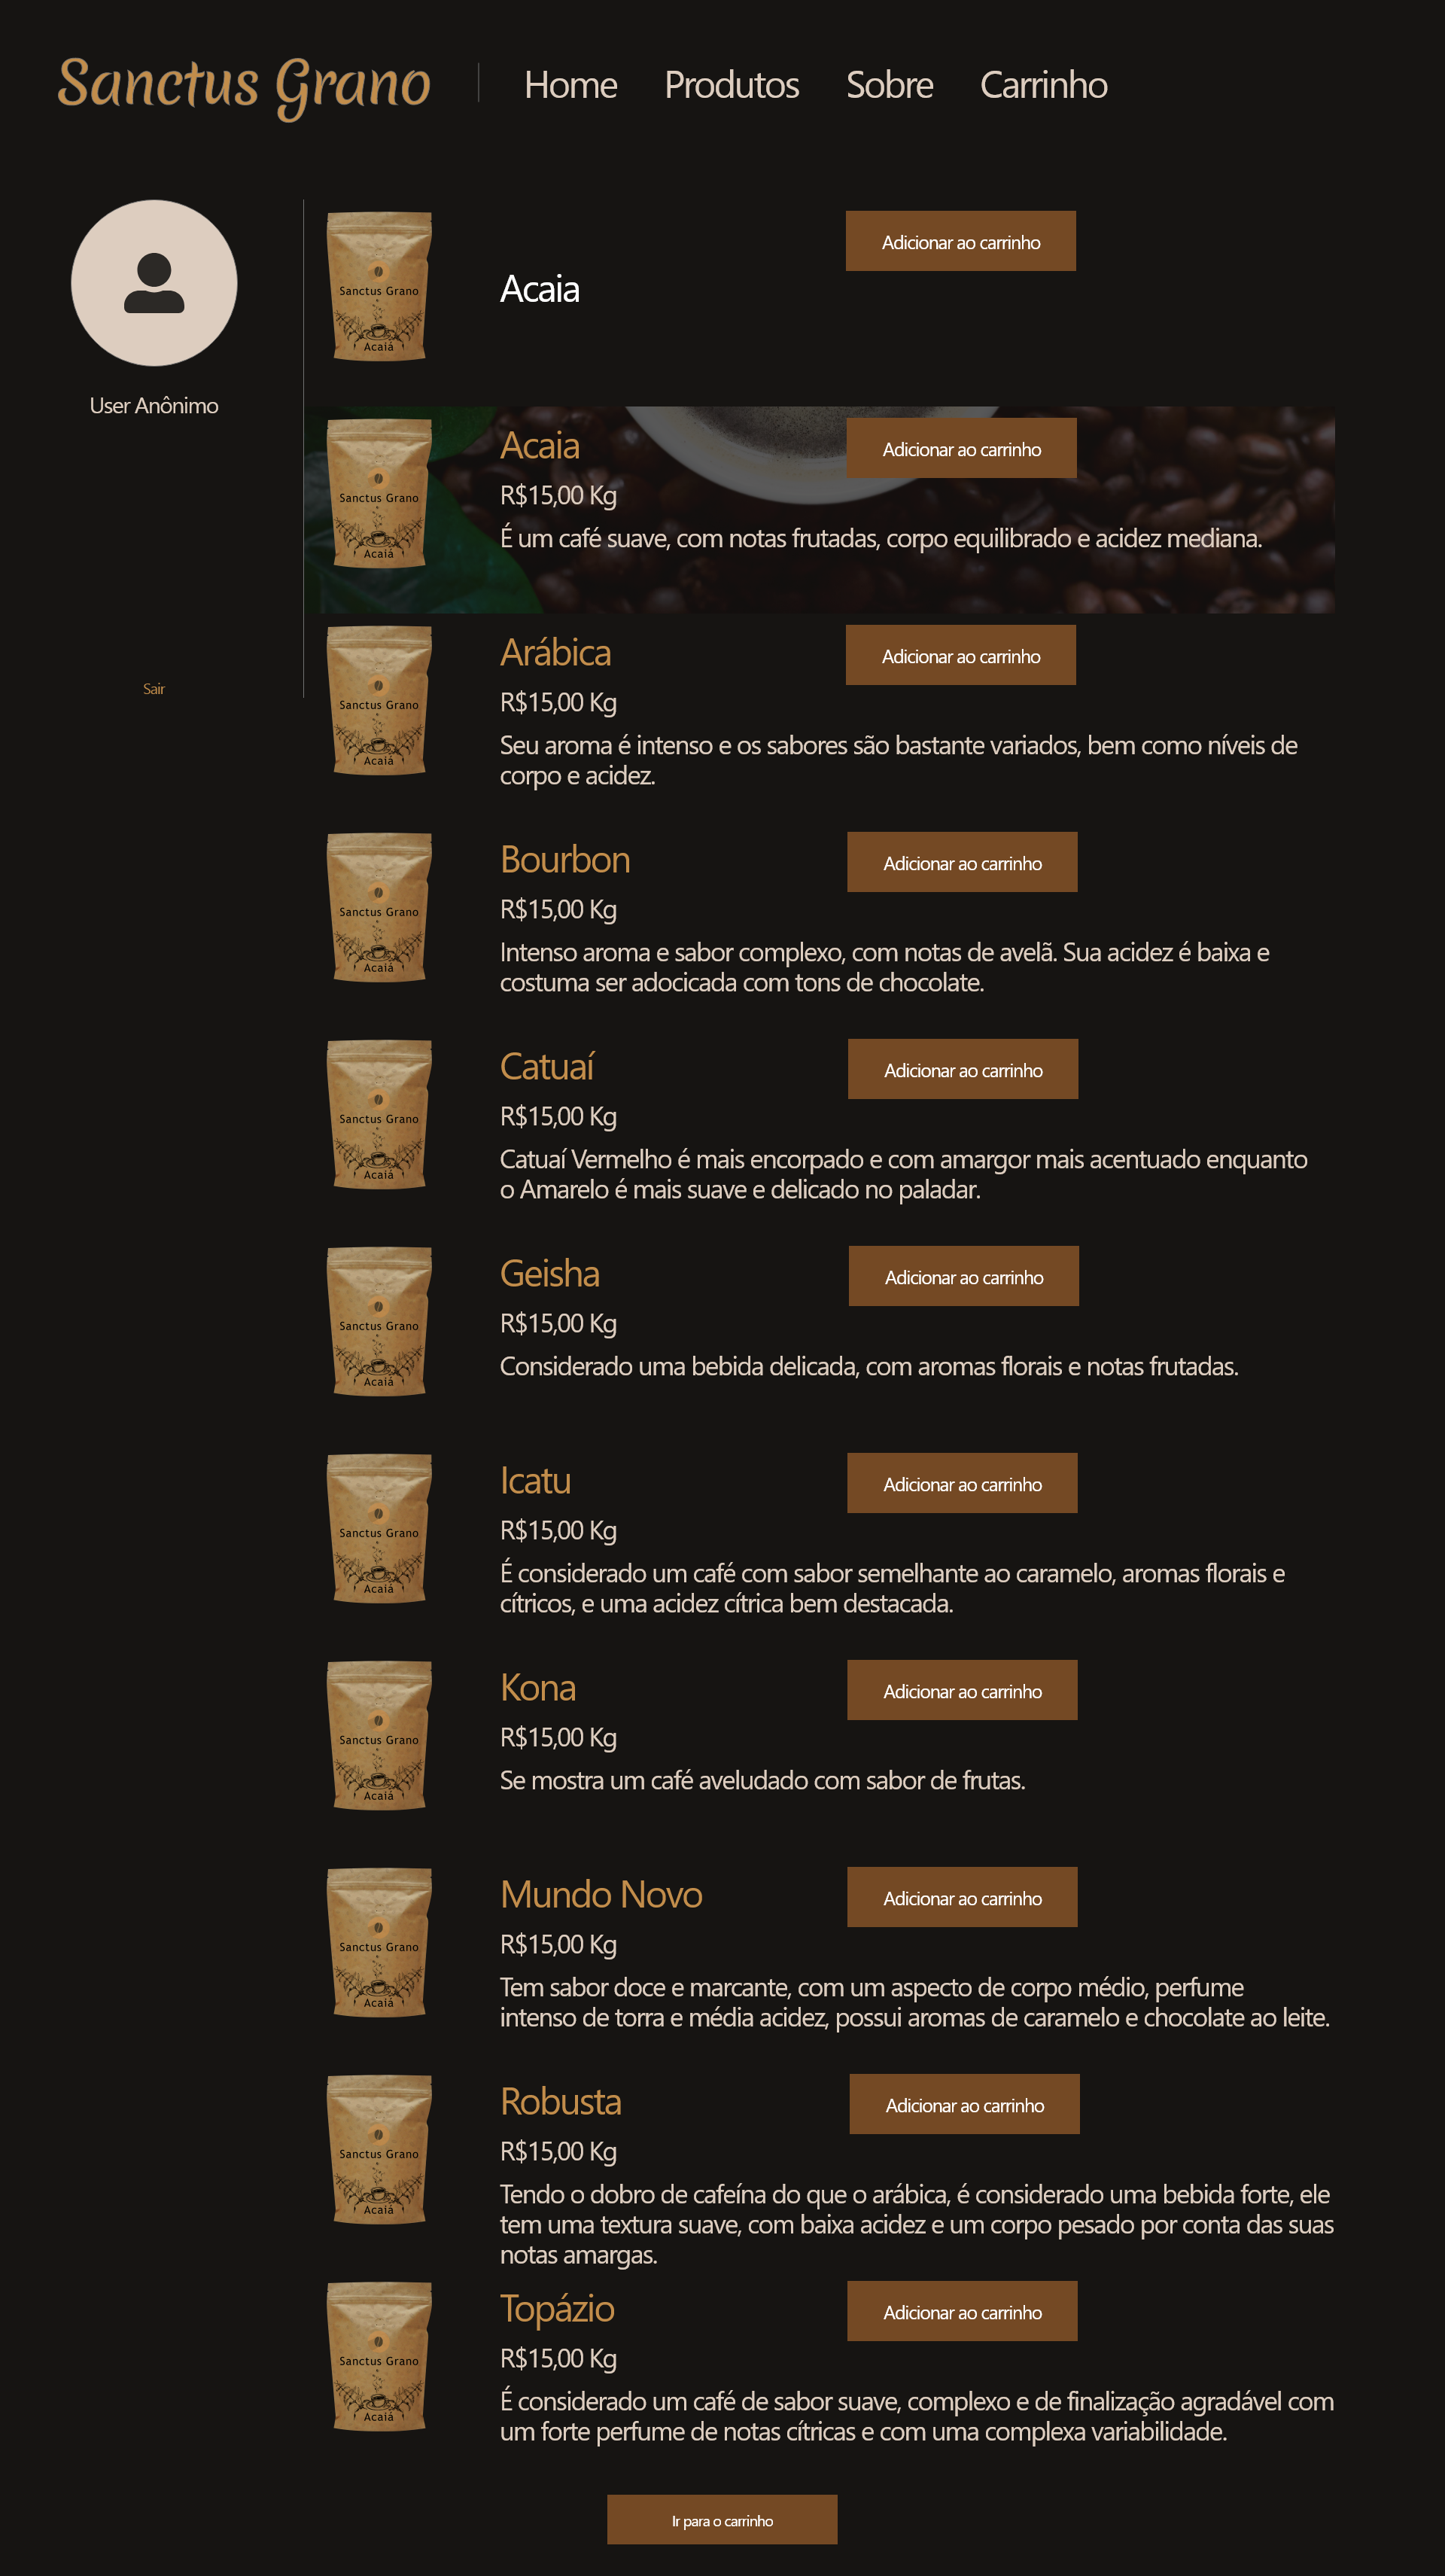 Sanctus Grano
Home Produtos Sobre Carrinho
User Anônimo
Sair
Sanctus Grano
Acaiá
Acaia
Adicionar ao carrinho
Sanctus Grano
Acaiá
Acaia
Adicionar ao carrinho
R$15,00 Kg
É um café suave, com notas frutadas, corpo equilibrado e acidez mediana.
Sanctus Grano
Acaiá
Arábica
Adicionar ao carrinho
R$15,00 Kg
Seu aroma é intenso e os sabores são bastante variados, bem como níveis de
corpo e acidez.
Sanctus Grano
Acaiá
Bourbon
Adicionar ao carrinho
R$15,00 Kg
Intenso aroma e sabor complexo, com notas de avelã. Sua acidez é baixa e
costuma ser adocicada com tons de chocolate.
Sanctus Grano
Acaiá
Catuaí
Adicionar ao carrinho
R$15,00 Kg
Catuaí Vermelho é mais encorpado e com amargor mais acentuado enquanto
o Amarelo é mais suave e delicado no paladar.
Sanctus Grano
Acaiá
Geisha
Adicionar ao carrinho
R$15,00 Kg
Considerado uma bebida delicada, com aromas florais e notas frutadas.
Sanctus Grano
Acaiá
Icatu
Adicionar ao carrinho
R$15,00 Kg
É considerado um café com sabor semelhante ao caramelo, aromas florais e
cítricos, e uma acidez cítrica bem destacada.
Sanctus Grano
Acaiá
Kona
Adicionar ao carrinho
R$15,00 Kg
Se mostra um café aveludado com sabor de frutas.
Sanctus Grano
Acaiá
Mundo Novo
Adicionar ao carrinho
R$15,00 Kg
Tem sabor doce e marcante, com um aspecto de corpo médio, perfume
intenso de torra e média acidez, possui aromas de caramelo e chocolate ao leite.
Sanctus Grano
Acaiá
Robusta
Adicionar ao carrinho
R$15,00 Kg
Tendo o dobro de cafeína do que o arábica, é considerado uma bebida forte, ele
tem uma textura suave, com baixa acidez e um corpo pesado por conta das suas
notas amargas.
Sanctus Grano
Acaiá
Topázio
Adicionar ao carrinho
R$15,00 Kg
É considerado um café de sabor suave, complexo e de finalização agradável com
um forte perfume de notas cítricas e com uma complexa variabilidade.
Ir para o carrinho